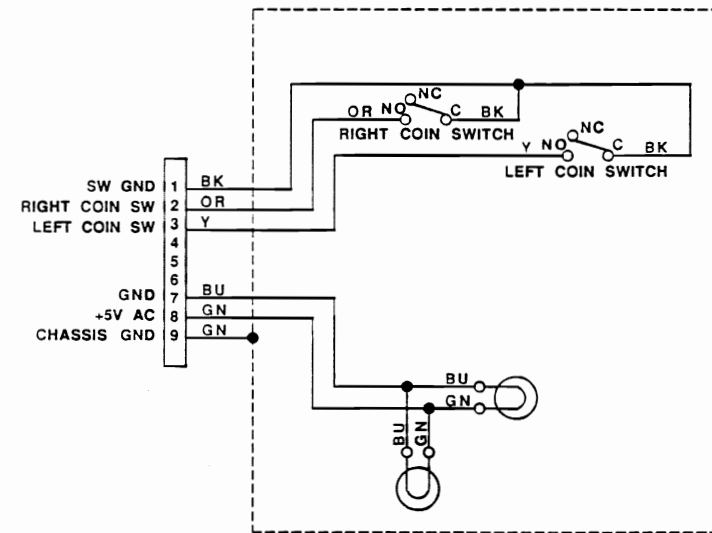 NC
OR NO C BK
RIGHT COIN SWITCH
NC
Y NO C BK
LEFT COIN SWITCH
SW GND 1 BK
RIGHT COIN SW 2 OR
LEFT COIN SW 3 Y
4
5
6
GND 7 BU
+5V AC 8 GN
CHASSIS GND 9 GN
BU
GN
BU
GN